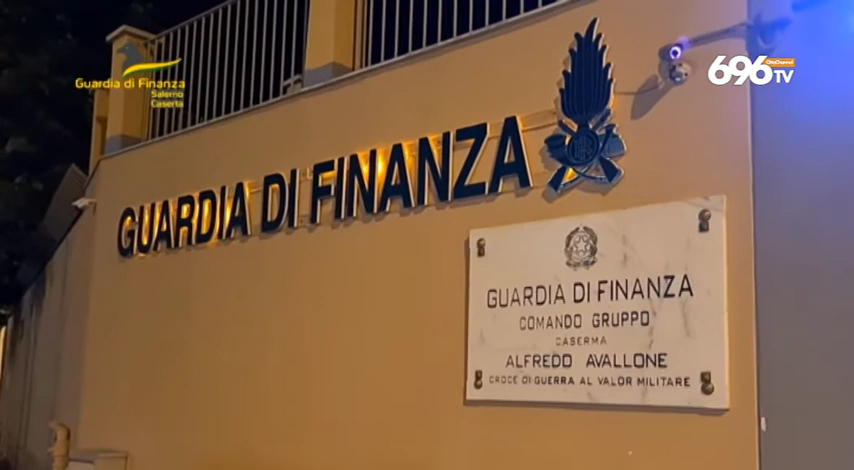 Guardia di Finanza
Salerno
Caserta
696
OttoChannel
TV
GUARDIA DI FINANZA
GUARDIA DI FINANZA
COMANDO GRUPPO
CASERMA
ALFREDO AVALLONE
CROCE DI GUERRA AL VALOR MILITARE